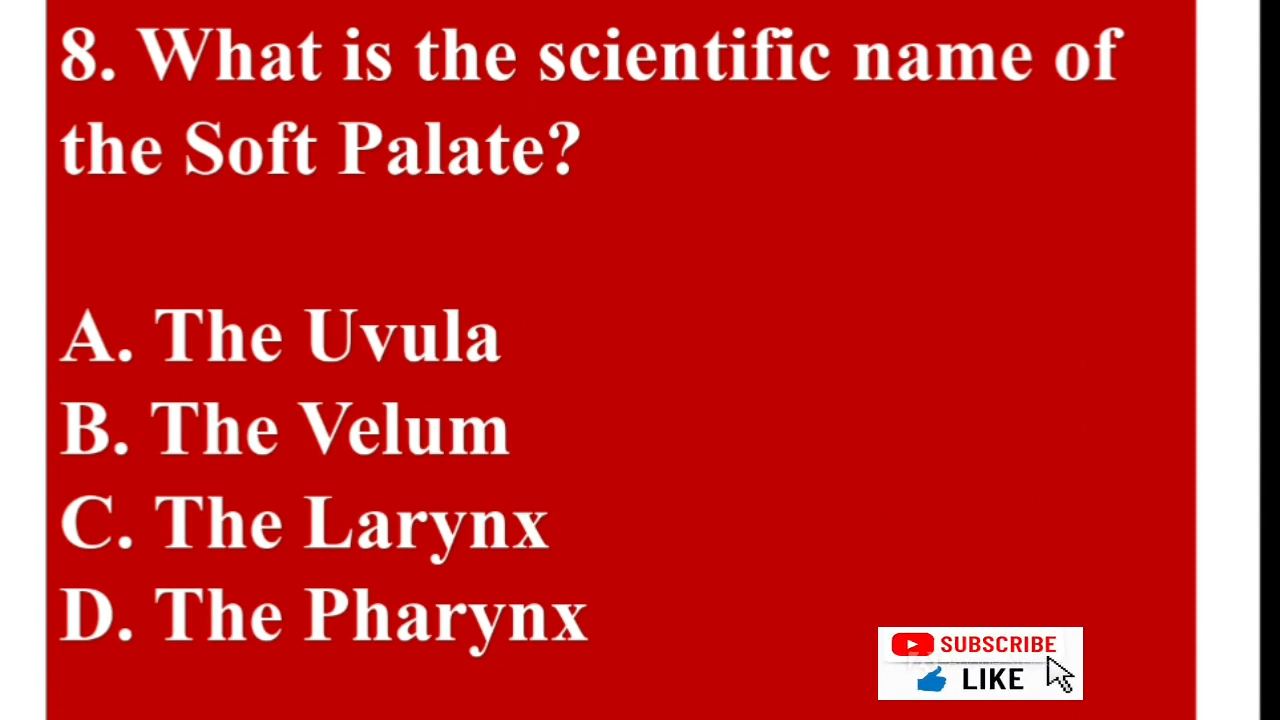 8. What is the scientific name of
the Soft Palate?
A. The Uvula
B. The Velum
C. The Larynx
D. The Pharynx
SUBSCRIBE
LIKE